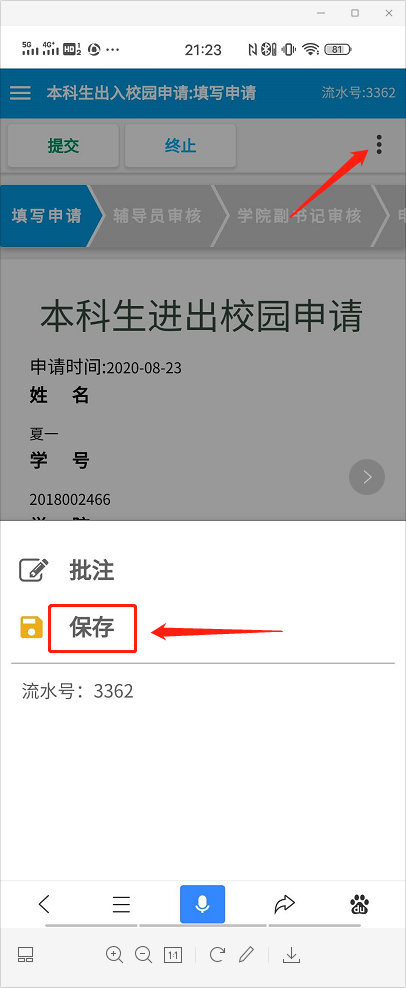 5G 4G+ HD 1 2 21:23 81
本科生出入校园申请:填写申请 流水号:3362
提交 终止
填写申请 辅导员审核 学院副书记审核
本科生进出校园申请
申请时间:2020-08-23
姓 名
夏一
学 号
2018002466
批注
保存
流水号：3362
du
1:1